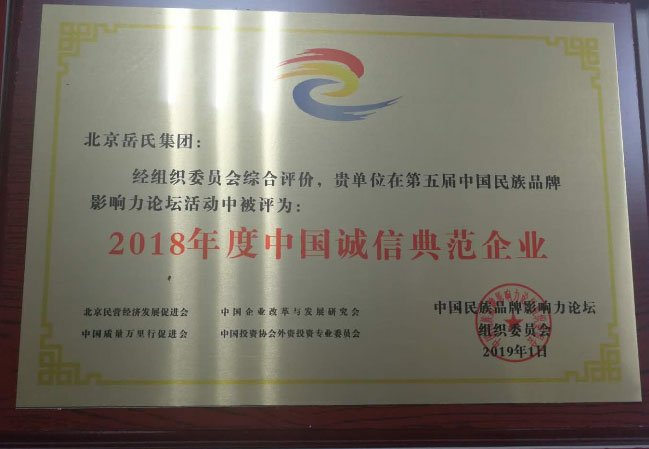 北京岳氏集团：
经组织委员会综合评价，贵单位在第五届中国民族品牌
影响力论坛活动中被评为：
2018年度中国诚信典范企业
北京民营经济发展促进会 中国企业改革与发展研究会
中国质量万里行促进会 中国投资协会外资投资专业委员会
中国民族品牌影响力论坛
组织委员会
2019年1日